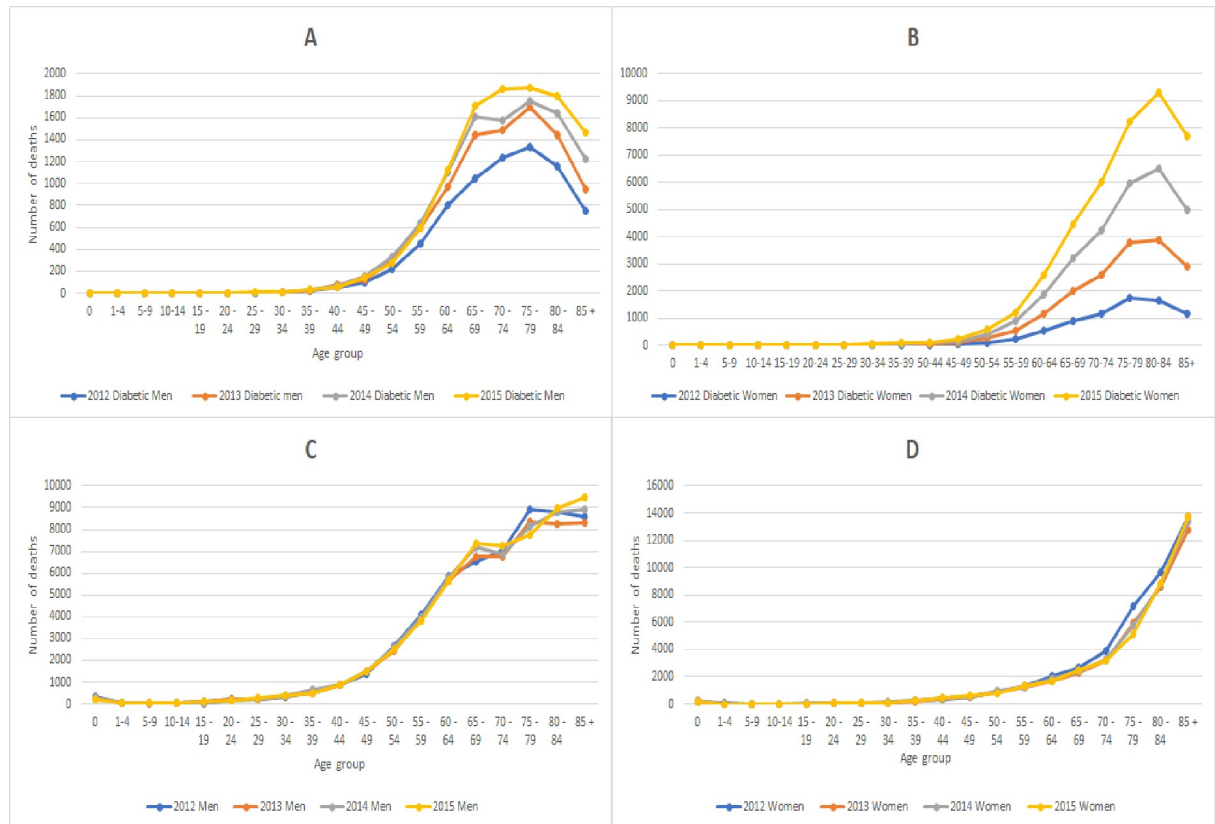 A
Number of deaths
2000
1800
1600
1400
1200
1000
800
600
400
200
0
0 1-4 5-9 10-14 15 - 20 - 25 - 30 - 35 - 40 - 45 - 50 - 55 - 60 - 65 - 70 - 75 - 80 - 85 +
19 24 29 34 39 44 49 54 59 64 69 74 79 84
Age group
2012 Diabetic Men 2013 Diabetic men 2014 Diabetic Men 2015 Diabetic Men
B
10000
9000
8000
7000
6000
5000
4000
3000
2000
1000
0
0 1-4 5-9 10-14 15-19 20-24 25-29 30-34 35-39 50-44 45-49 50-54 55-59 60-64 65-69 70-74 75-79 80-84 85+
2012 Diabetic Women 2013 Diabetic Women 2014 Diabetic Women 2015 Diabetic Women
C
Number of deaths
10000
9000
8000
7000
6000
5000
4000
3000
2000
1000
0
0 1-4 5-9 10-14 15 - 20 - 25 - 30 - 35 - 40 - 45 - 50 - 55 - 60 - 65 - 70 - 75 - 80 - 85 +
19 24 29 34 39 44 49 54 59 64 69 74 79 84
Age group
2012 Men 2013 Men 2014 Men 2015 Men
D
Number of deaths
16000
14000
12000
10000
8000
6000
4000
2000
0
0 1-4 5-9 10-14 15 - 20 - 25 - 30 - 35 - 40 - 45 - 50 - 55 - 60 - 65 - 70 - 75 - 80 - 85 +
19 24 29 34 39 44 49 54 59 64 69 74 79 84
Age group
2012 Women 2013 Women 2014 Women 2015 Women